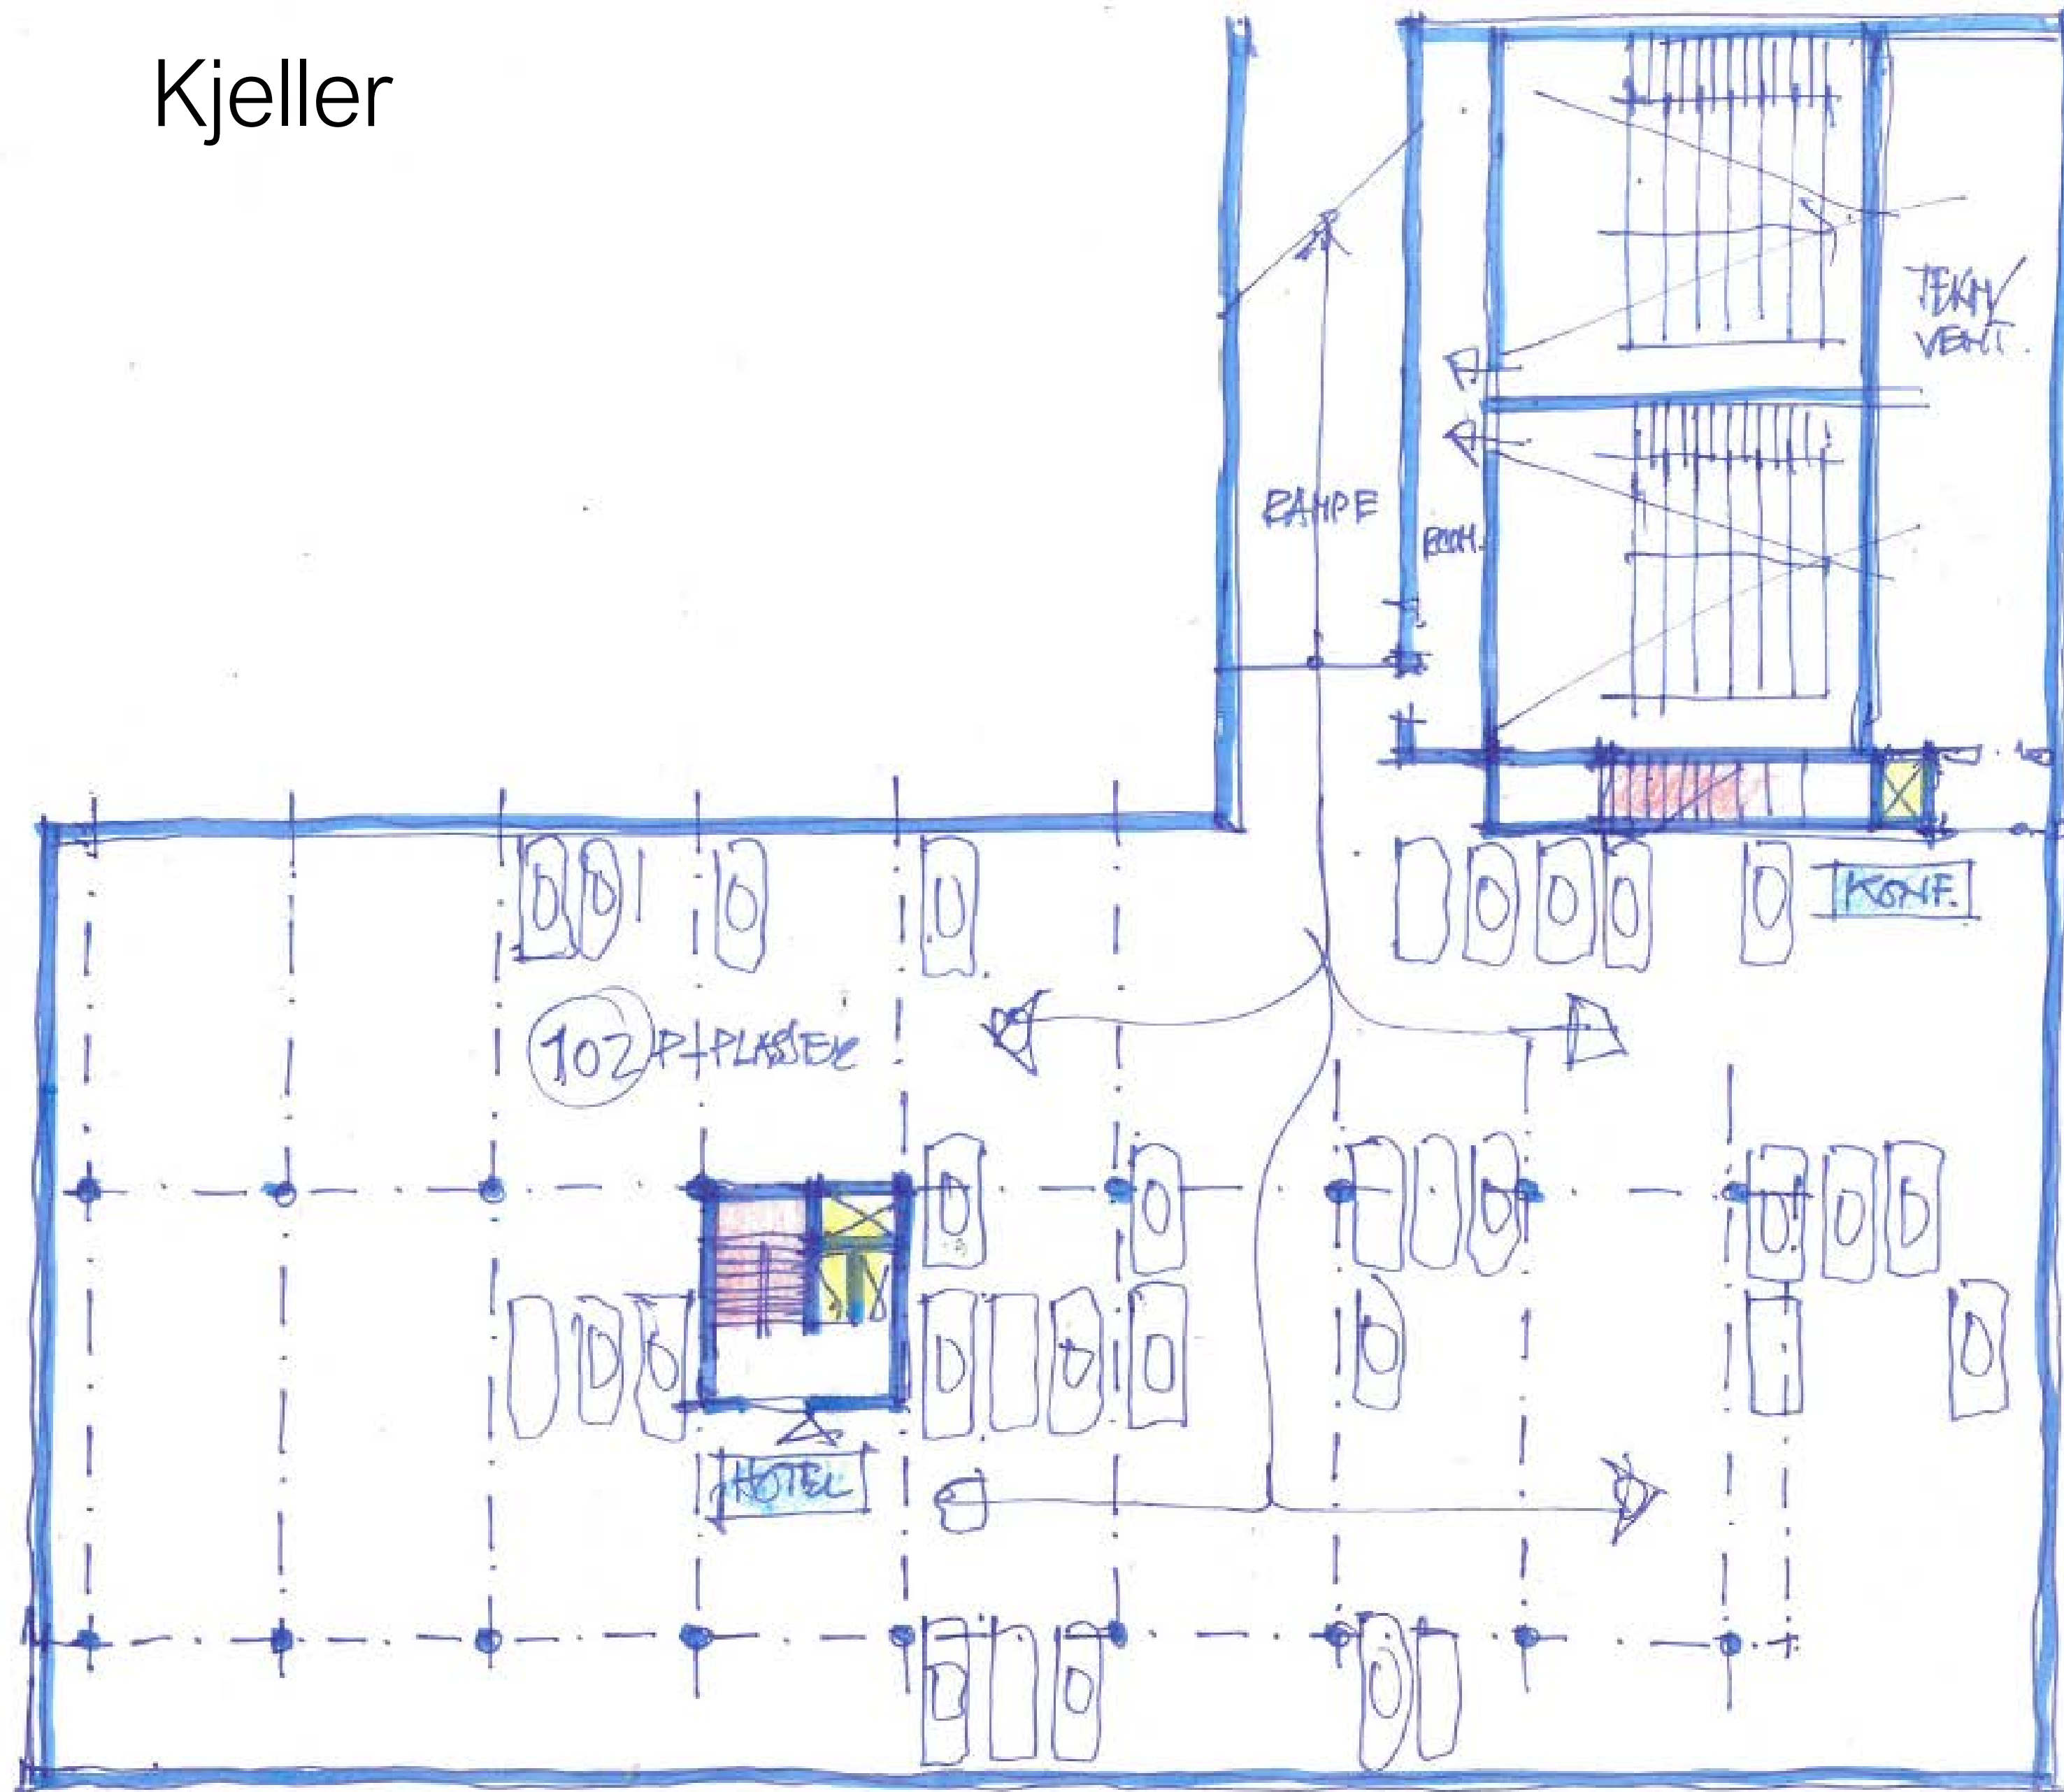 Kjeller
TEKN/
VENT.
RAMPE
KONF.
102 P-PLASSER
HOTEL